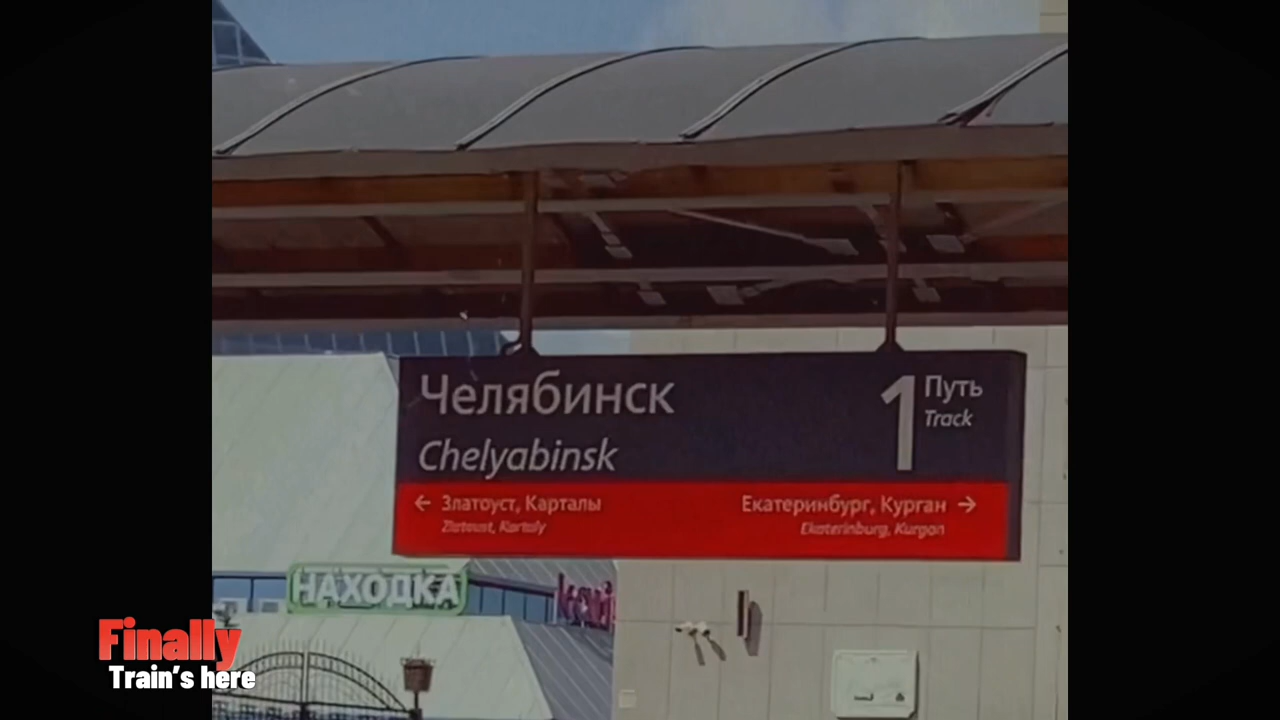 Челябинск
Chelyabinsk
1 Путь
Track
← Златоуст, Карталы
Zlatoust, Kartaly
Екатеринбург, Курган →
Ekaterinburg, Kurgan
НАХОДКА
Finally
Train's here